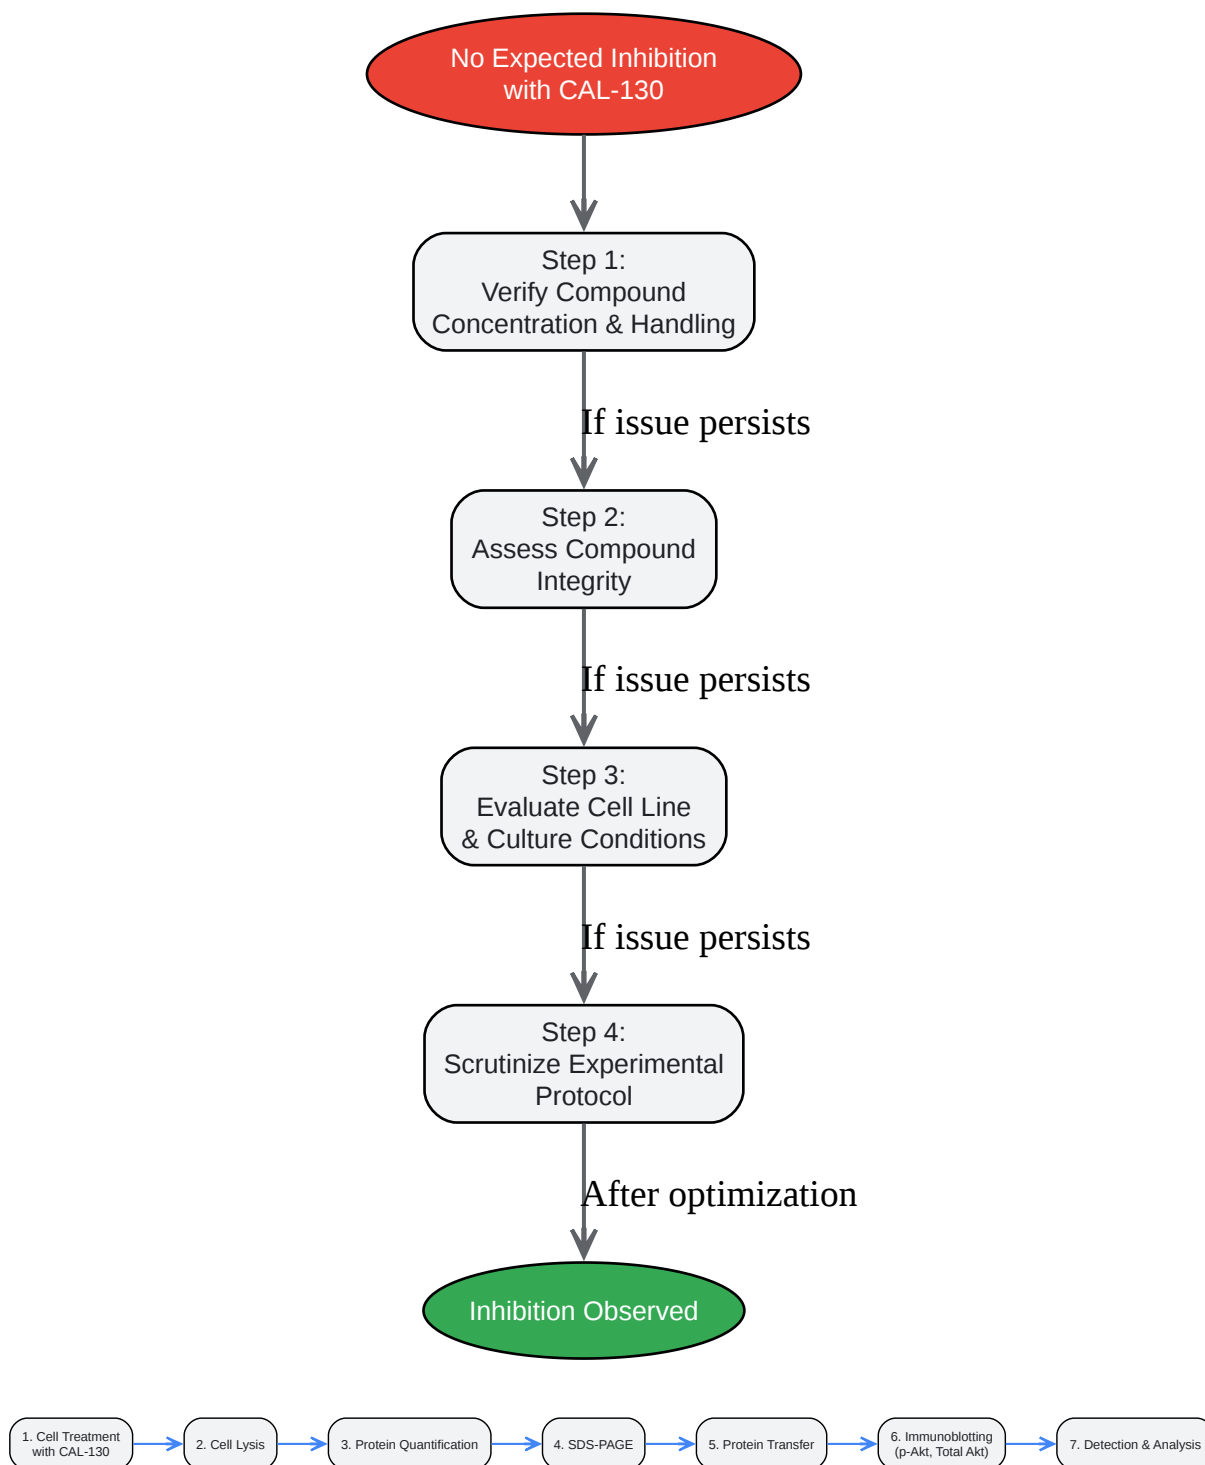 No Expected Inhibition
with CAL-130
Step 1:
Verify Compound
Concentration & Handling
If issue persists
Step 2:
Assess Compound
Integrity
If issue persists
Step 3:
Evaluate Cell Line
& Culture Conditions
If issue persists
Step 4:
Scrutinize Experimental
Protocol
After optimization
Inhibition Observed
1. Cell Treatment
with CAL-130
2. Cell Lysis
3. Protein Quantification
4. SDS-PAGE
5. Protein Transfer
6. Immunoblotting
(p-Akt, Total Akt)
7. Detection & Analysis